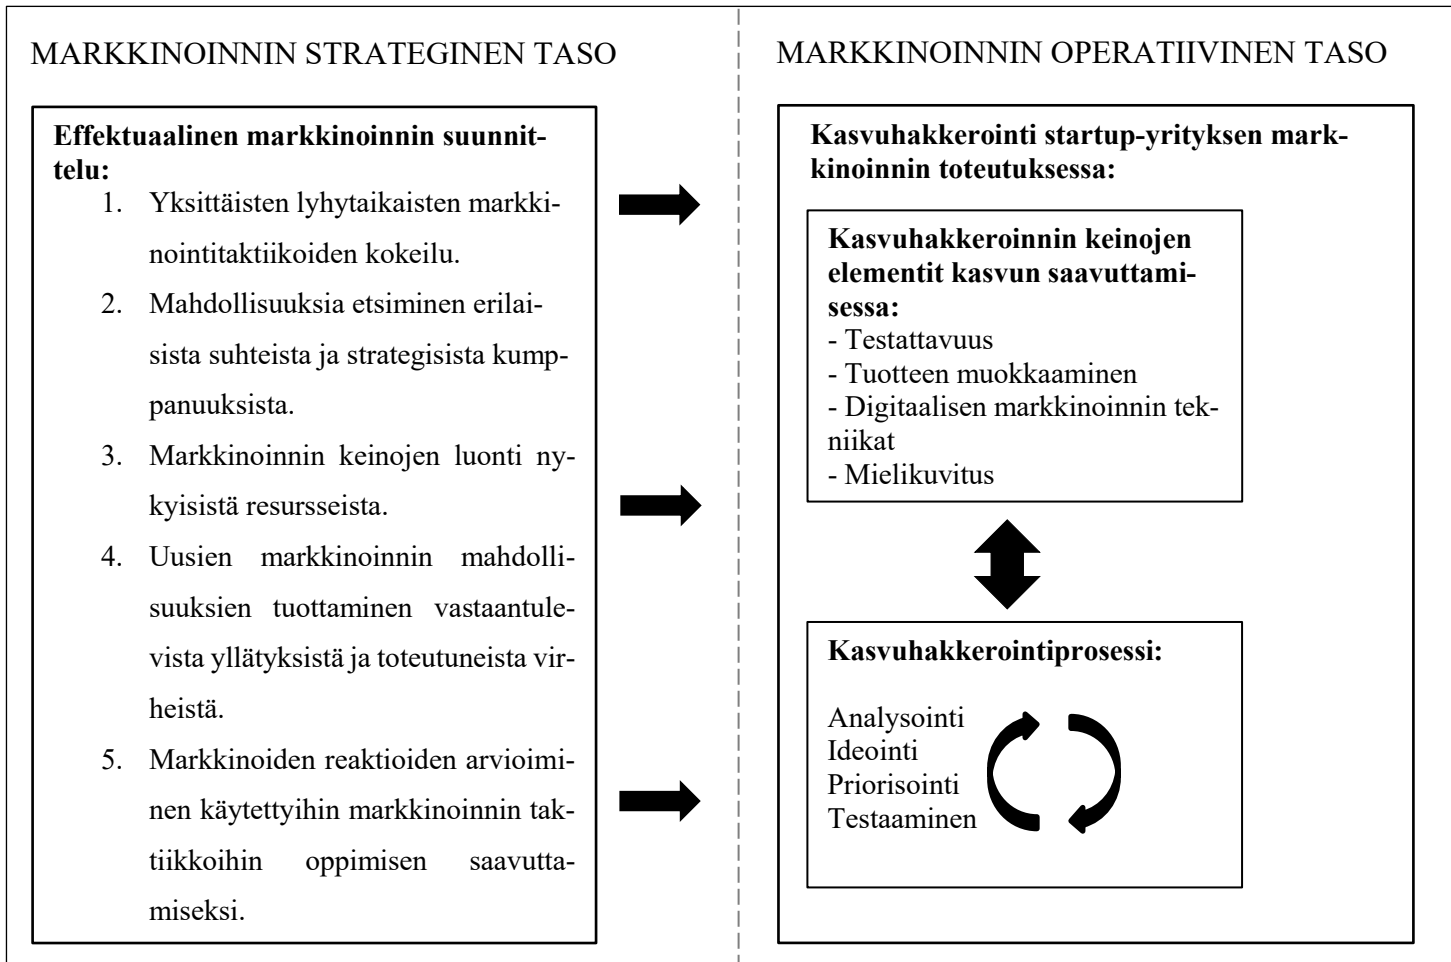 MARKKINOINNIN STRATEGINEN TASO
Effektuaalinen markkinoinnin suunnit-
telu:
1. Yksittäisten lyhytaikaisten markki-
nointitaktiikoiden kokeilu.
2. Mahdollisuuksia etsiminen erilai-
sista suhteista ja strategisista kump-
panuuksista.
3. Markkinoinnin keinojen luonti ny-
kyisistä resursseista.
4. Uusien markkinoinnin mahdolli-
suuksien tuottaminen vastaantule-
vista yllätyksistä ja toteutuneista vir-
heistä.
5. Markkinoiden reaktioiden arvioimi-
nen käytettyihin markkinoinnin tak-
tiikkoihin oppimisen saavutta-
miseksi.
MARKKINOINNIN OPERATIIVINEN TASO
Kasvuhakkerointi startup-yrityksen mark-
kinoinnin toteutuksessa:
Kasvuhakkeroinnin keinojen
elementit kasvun saavuttami-
sessa:
- Testattavuus
- Tuotteen muokkaaminen
- Digitaalisen markkinoinnin tek-
niikat
- Mielikuvitus
Kasvuhakkerointiprosessi:
Analysointi
Ideointi
Priorisointi
Testaaminen